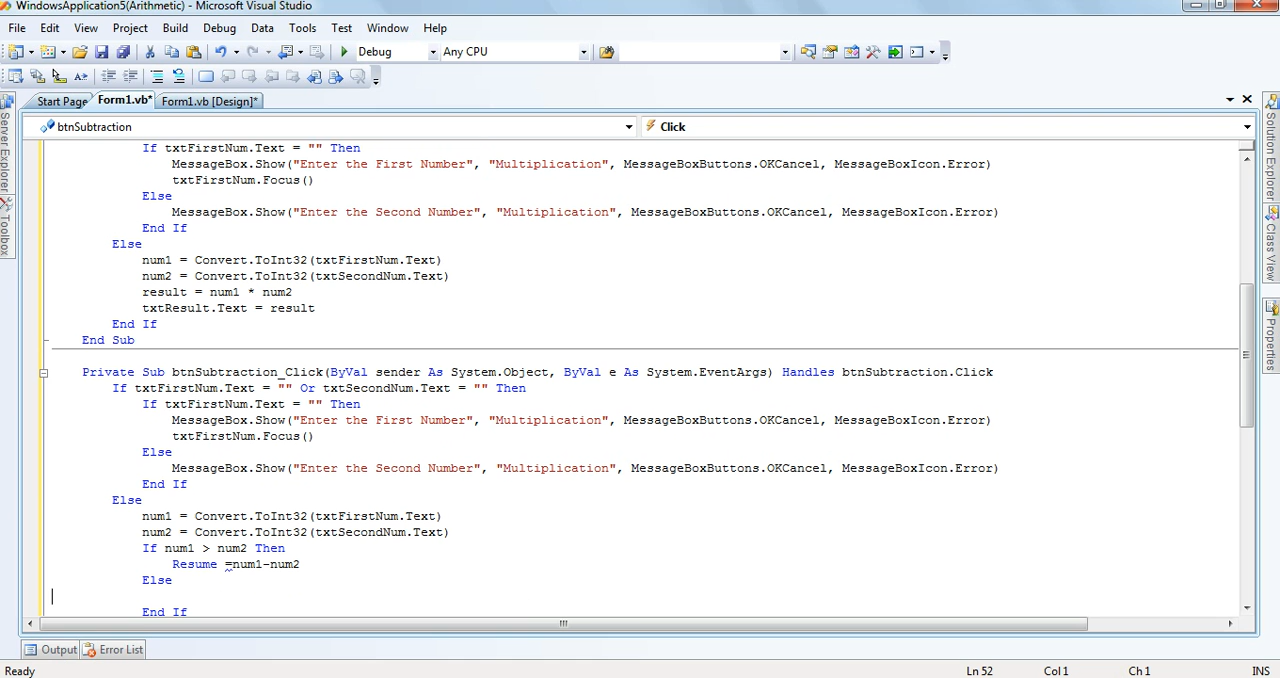 WindowsApplication5(Arithmetic) - Microsoft Visual Studio
File Edit View Project Build Debug Data Tools Test Window Help
Debug Any CPU
Start Page Form1.vb* Form1.vb [Design]*
btnSubtraction Click
If txtFirstNum.Text = "" Then
MessageBox.Show("Enter the First Number", "Multiplication", MessageBoxButtons.OKCancel, MessageBoxIcon.Error)
txtFirstNum.Focus()
Else
MessageBox.Show("Enter the Second Number", "Multiplication", MessageBoxButtons.OKCancel, MessageBoxIcon.Error)
End If
Else
num1 = Convert.ToInt32(txtFirstNum.Text)
num2 = Convert.ToInt32(txtSecondNum.Text)
result = num1 * num2
txtResult.Text = result
End If
End Sub
Private Sub btnSubtraction_Click(ByVal sender As System.Object, ByVal e As System.EventArgs) Handles btnSubtraction.Click
If txtFirstNum.Text = "" Or txtSecondNum.Text = "" Then
If txtFirstNum.Text = "" Then
MessageBox.Show("Enter the First Number", "Multiplication", MessageBoxButtons.OKCancel, MessageBoxIcon.Error)
txtFirstNum.Focus()
Else
MessageBox.Show("Enter the Second Number", "Multiplication", MessageBoxButtons.OKCancel, MessageBoxIcon.Error)
End If
Else
num1 = Convert.ToInt32(txtFirstNum.Text)
num2 = Convert.ToInt32(txtSecondNum.Text)
If num1 > num2 Then
Resume =num1-num2
Else
End If
Server Explorer
Toolbox
Solution Explorer
Class View
Properties
Output Error List
Ready Ln 52 Col 1 Ch 1 INS